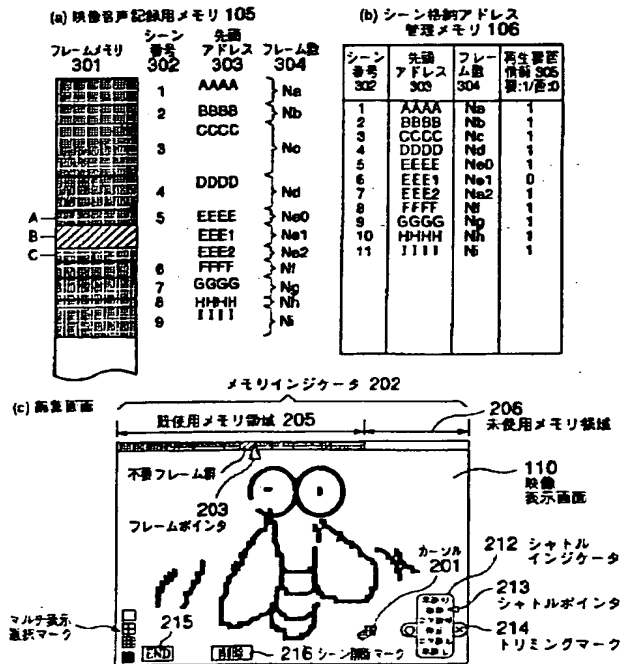 (a) 映像音声記録用メモリ 105
フレームメモリ
301
シーン
番号
302
先頭
アドレス
303
フレーム数
304
1 AAAA Na
2 BBBB Nb
3 CCCC Nc
4 DDDD Nd
A
5 EEEE Ne0
B
EEE1 Ne1
C
EEE2 Ne2
6 FFFF Nf
7 GGGG Ng
8 HHHH Nh
9 IIII Ni
(b) シーン格納アドレス
管理メモリ 106
シーン
番号
302
先頭
アドレス
303
フレー
ム数
304
再生要否
情報 305
要:1/否:0
1 AAAA Na 1
2 BBBB Nb 1
3 CCCC Nc 1
4 DDDD Nd 1
5 EEEE Ne0 1
6 EEE1 Ne1 0
7 EEE2 Ne2 1
8 FFFF Nf 1
9 GGGG Ng 1
10 HHHH Nh 1
11 IIII Ni 1
メモリインジケータ 202
(c) 編集画面
既使用メモリ領域 205
206
未使用メモリ領域
不要フレーム群
203
フレームポインタ
110
映像
表示画面
カーソル
201
212 シャトル
インジケータ
213
シャトルポインタ
214
トリミングマーク
マルチ表示
選択マーク
215
END
削除
216 シーン削除マーク